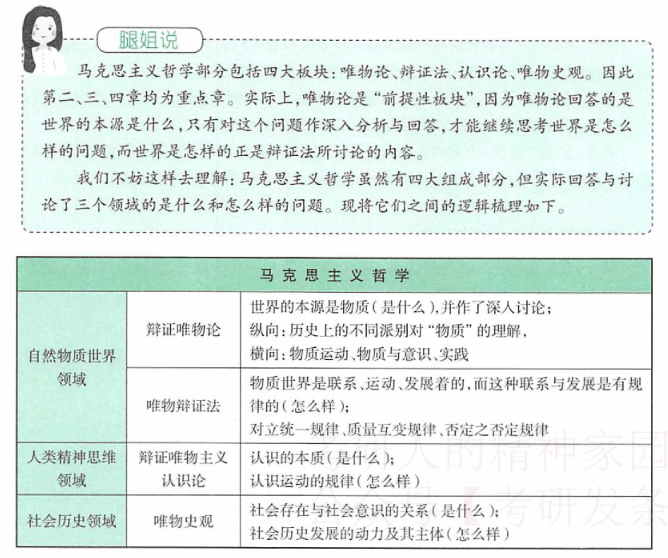 腿姐说
马克思主义哲学部分包括四大板块:唯物论、辩证法、认识论、唯物史观。因此
第二、三、四章均为重点章。实际上,唯物论是“前提性板块”,因为唯物论回答的是
世界的本源是什么,只有对这个问题作深入分析与回答,才能继续思考世界是怎么
样的问题,而世界是怎样的正是辩证法所讨论的内容。
我们不妨这样去理解:马克思主义哲学虽然有四大组成部分,但实际回答与讨
论了三个领域的是什么和怎么样的问题。现将它们之间的逻辑梳理如下。
马克思主义哲学
自然物质世界
领域
辩证唯物论
世界的本源是物质(是什么),并作了深入讨论;
纵向:历史上的不同派别对“物质”的理解,
横向:物质运动、物质与意识、实践
唯物辩证法
物质世界是联系、运动、发展着的,而这种联系与发展是有规
律的(怎么样);
对立统一规律、质量互变规律、否定之否定规律
人类精神思维
领域
辩证唯物主义
认识论
认识的本质(是什么);
认识运动的规律(怎么样)
社会历史领域
唯物史观
社会存在与社会意识的关系(是什么);
社会历史发展的动力及其主体(怎么样)
考研人的精神家园
公众号【考研发条